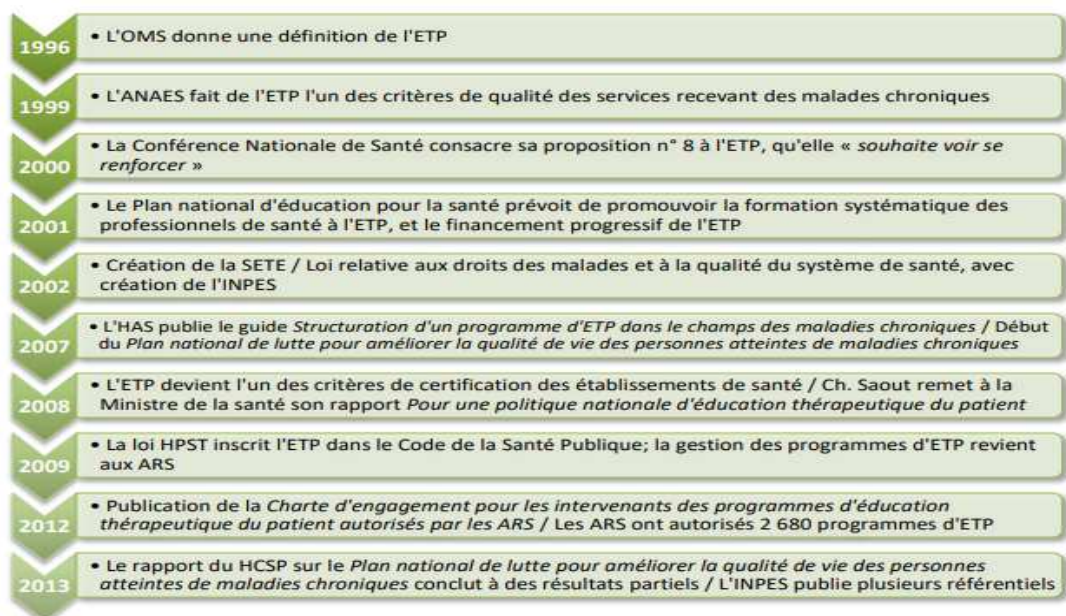 1996
• L'OMS donne une définition de l'ETP
1999
• L'ANAES fait de l'ETP l'un des critères de qualité des services recevant des malades chroniques
2000
• La Conférence Nationale de Santé consacre sa proposition n° 8 à l'ETP, qu'elle « souhaite voir se
renforcer »
2001
• Le Plan national d'éducation pour la santé prévoit de promouvoir la formation systématique des
professionnels de santé à l'ETP, et le financement progressif de l'ETP
2002
• Création de la SETE / Loi relative aux droits des malades et à la qualité du système de santé, avec
création de l'INPES
2007
• L'HAS publie le guide Structuration d'un programme d'ETP dans le champs des maladies chroniques / Début
du Plan national de lutte pour améliorer la qualité de vie des personnes atteintes de maladies chroniques
2008
• L'ETP devient l'un des critères de certification des établissements de santé / Ch. Saout remet à la
Ministre de la santé son rapport Pour une politique nationale d'éducation thérapeutique du patient
2009
• La loi HPST inscrit l'ETP dans le Code de la Santé Publique; la gestion des programmes d'ETP revient
aux ARS
2012
• Publication de la Charte d'engagement pour les intervenants des programmes d'éducation
thérapeutique du patient autorisés par les ARS / Les ARS ont autorisés 2 680 programmes d'ETP
2013
• Le rapport du HCSP sur le Plan national de lutte pour améliorer la qualité de vie des personnes
atteintes de maladies chroniques conclut à des résultats partiels / L'INPES publie plusieurs référentiels